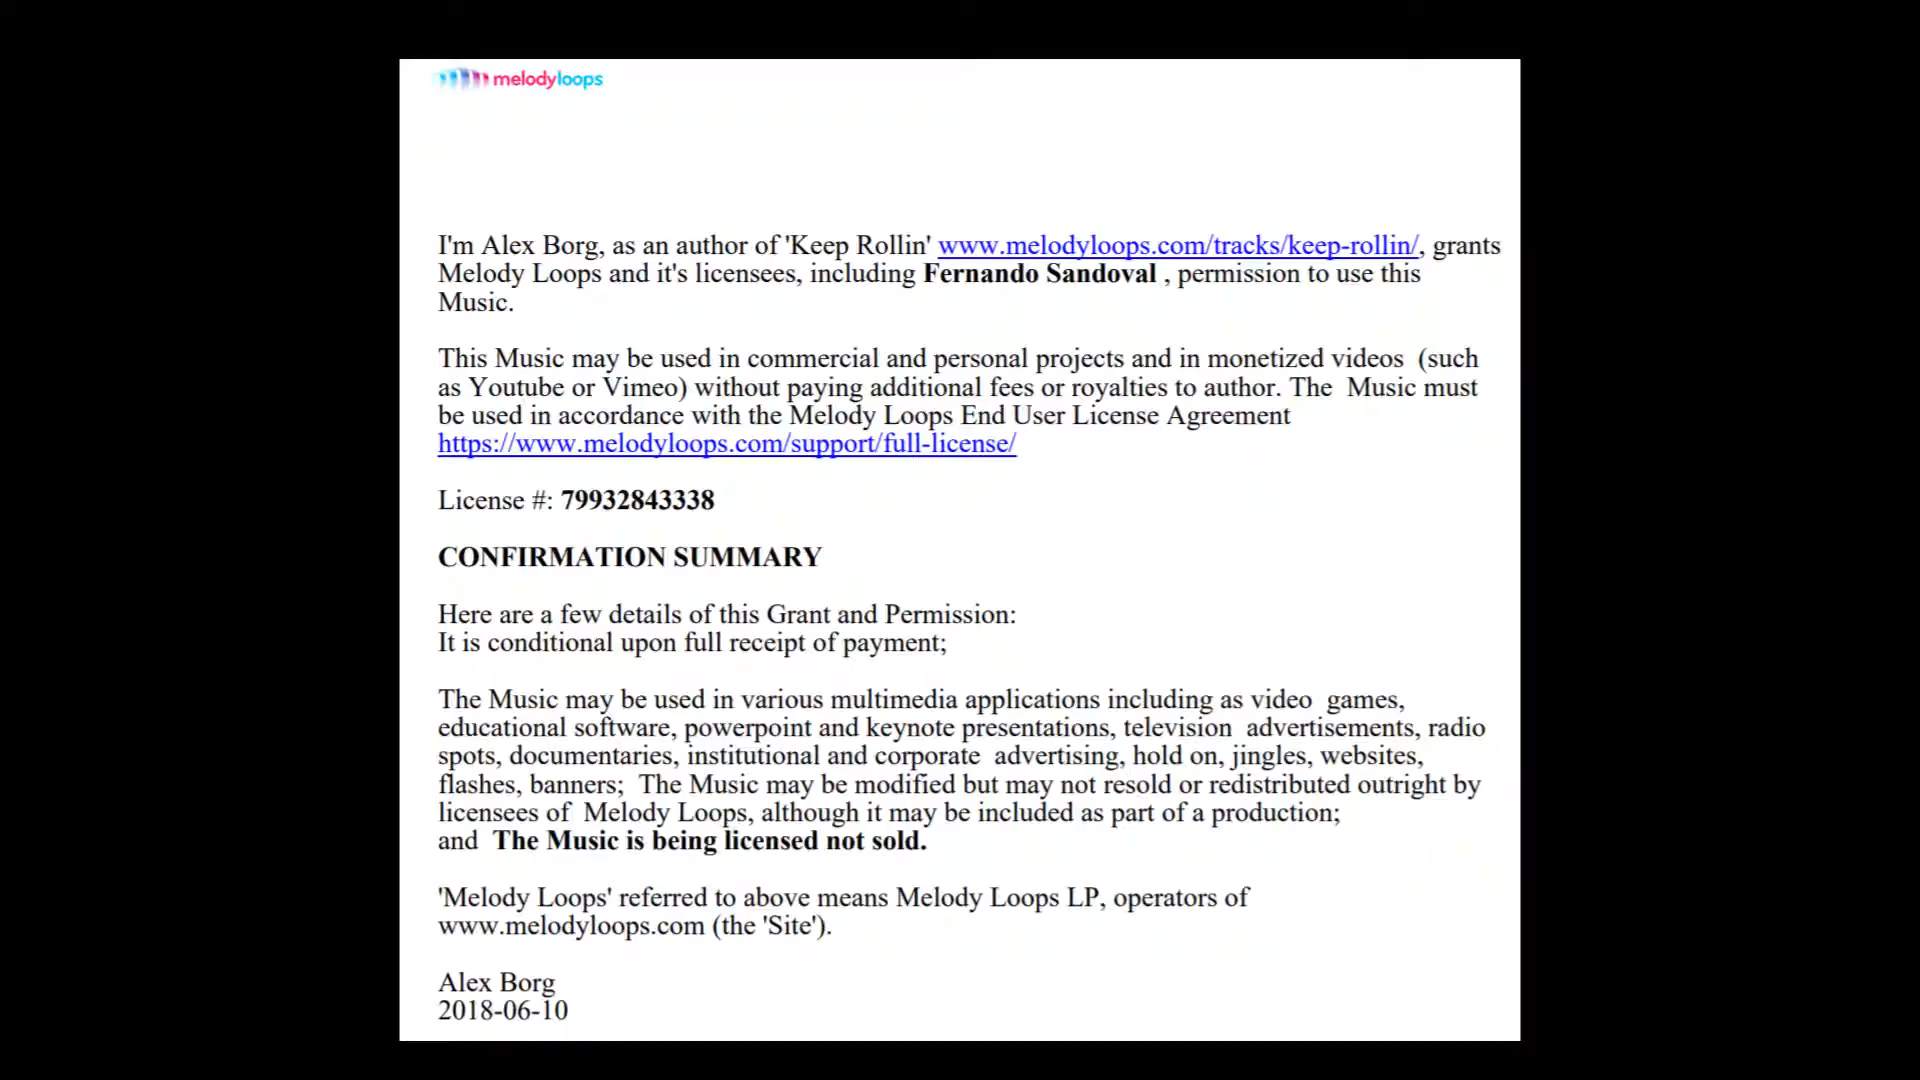 melodyloops
I'm Alex Borg, as an author of 'Keep Rollin' www.melodyloops.com/tracks/keep-rollin/, grants
Melody Loops and it's licensees, including Fernando Sandoval , permission to use this
Music.
This Music may be used in commercial and personal projects and in monetized videos  (such
as Youtube or Vimeo) without paying additional fees or royalties to author. The  Music must
be used in accordance with the Melody Loops End User License Agreement
https://www.melodyloops.com/support/full-license/
License #: 79932843338
CONFIRMATION SUMMARY
Here are a few details of this Grant and Permission:
It is conditional upon full receipt of payment;
The Music may be used in various multimedia applications including as video  games,
educational software, powerpoint and keynote presentations, television  advertisements, radio
spots, documentaries, institutional and corporate  advertising, hold on, jingles, websites,
flashes, banners;  The Music may be modified but may not resold or redistributed outright by
licensees of  Melody Loops, although it may be included as part of a production;
and  The Music is being licensed not sold.
'Melody Loops' referred to above means Melody Loops LP, operators of
www.melodyloops.com (the 'Site').
Alex Borg
2018-06-10